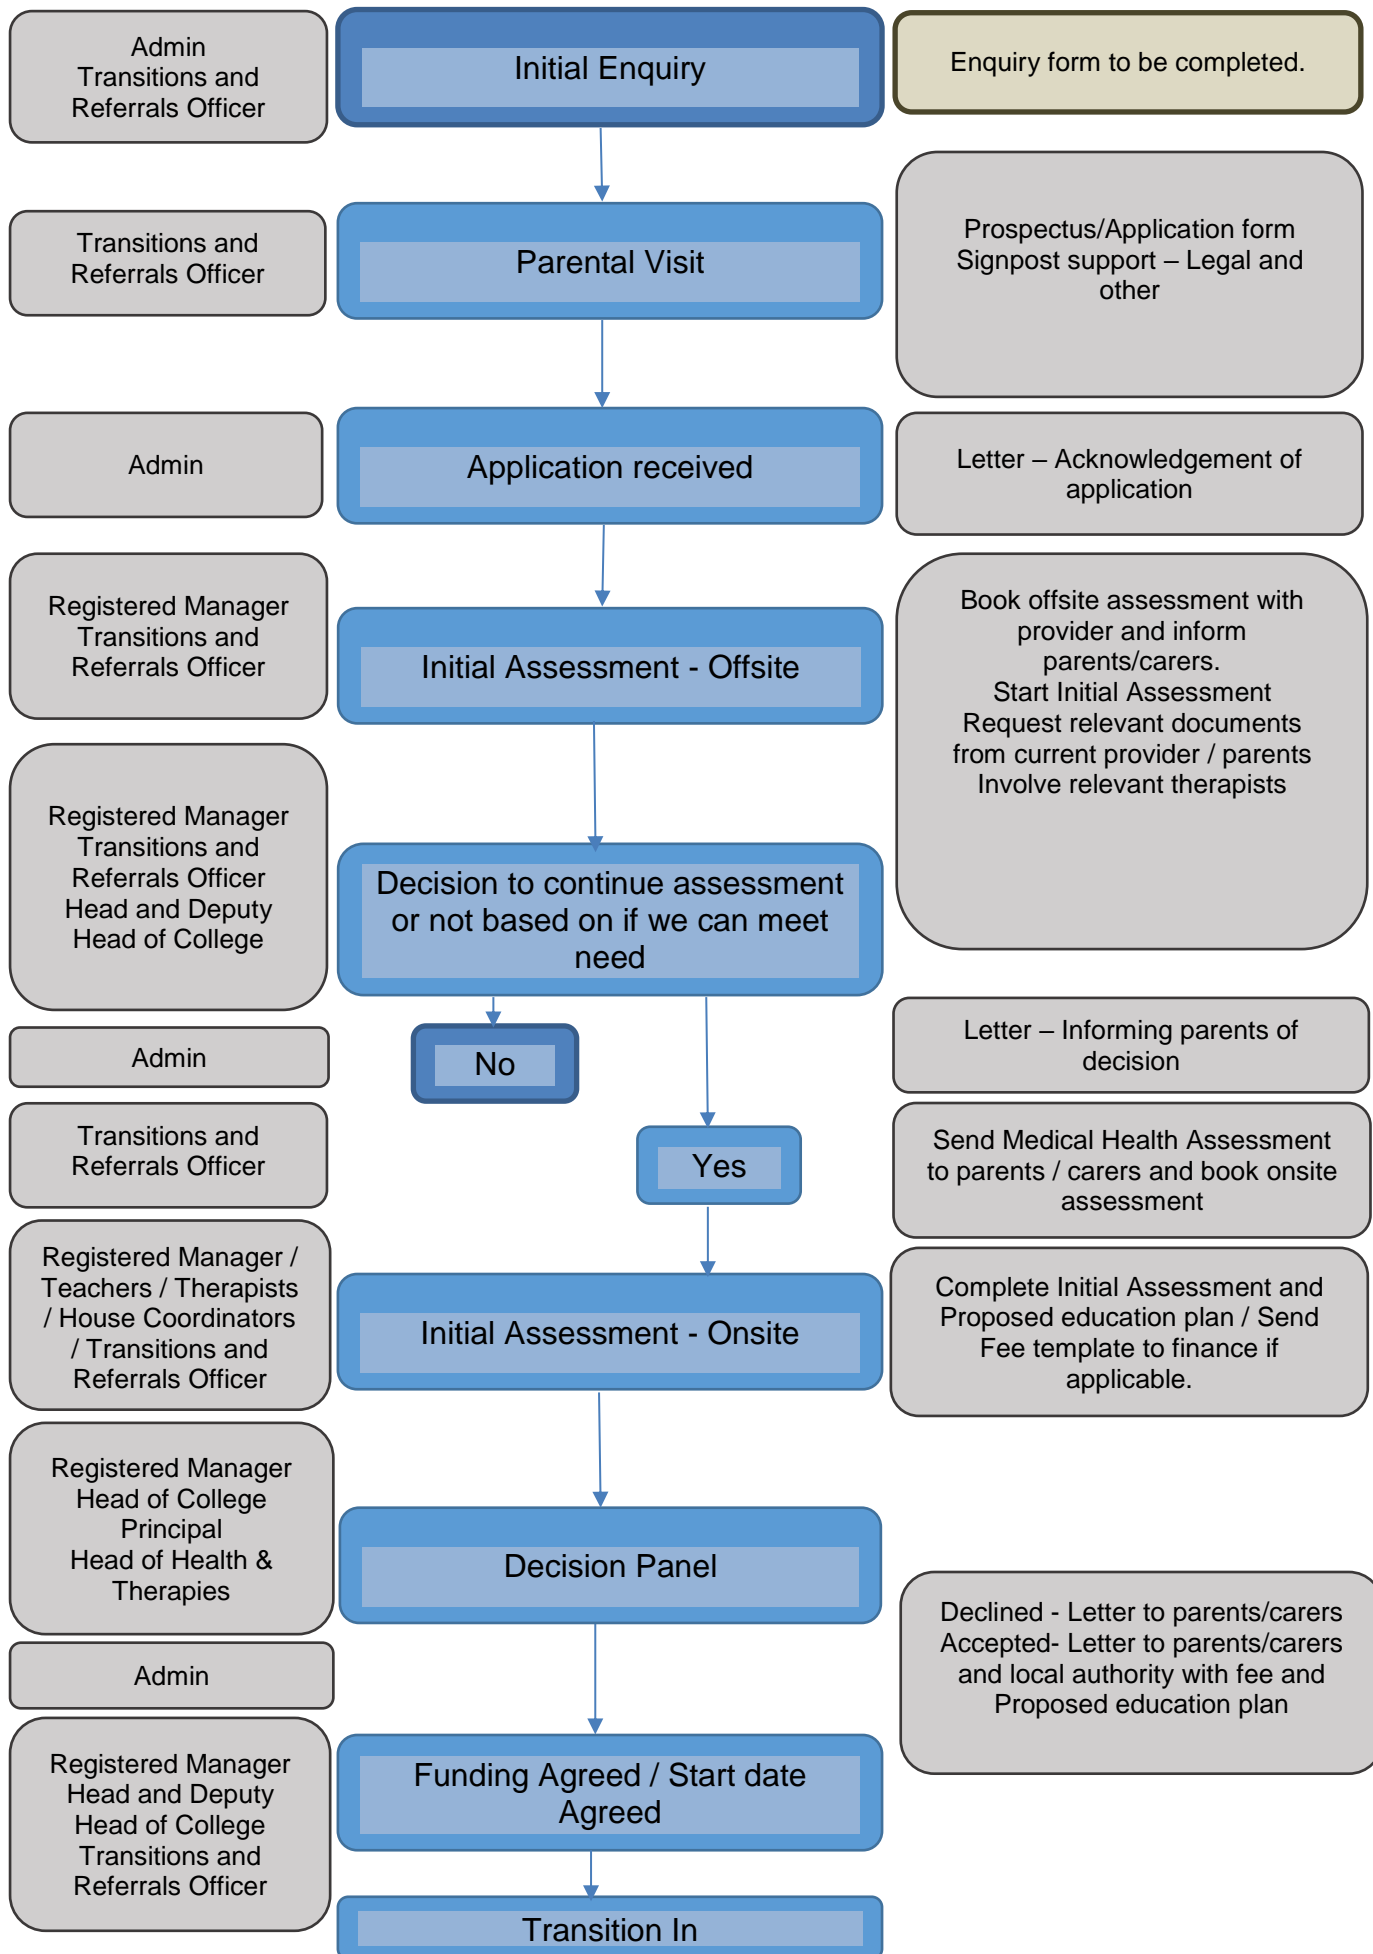 Admin
Transitions and
Referrals Officer
Initial Enquiry
Enquiry form to be completed.
Transitions and
Referrals Officer
Parental Visit
Prospectus/Application form
Signpost support – Legal and
other
Admin
Application received
Letter – Acknowledgement of
application
Registered Manager
Transitions and
Referrals Officer
Initial Assessment - Offsite
Book offsite assessment with
provider and inform
parents/carers.
Start Initial Assessment
Request relevant documents
from current provider / parents
Involve relevant therapists
Registered Manager
Transitions and
Referrals Officer
Head and Deputy
Head of College
Decision to continue assessment
or not based on if we can meet
need
Admin
No
Letter – Informing parents of
decision
Transitions and
Referrals Officer
Yes
Send Medical Health Assessment
to parents / carers and book onsite
assessment
Registered Manager /
Teachers / Therapists
/ House Coordinators
/ Transitions and
Referrals Officer
Initial Assessment - Onsite
Complete Initial Assessment and
Proposed education plan / Send
Fee template to finance if
applicable.
Registered Manager
Head of College
Principal
Head of Health &
Therapies
Decision Panel
Declined - Letter to parents/carers
Accepted- Letter to parents/carers
and local authority with fee and
Proposed education plan
Admin
Registered Manager
Head and Deputy
Head of College
Transitions and
Referrals Officer
Funding Agreed / Start date
Agreed
Transition In